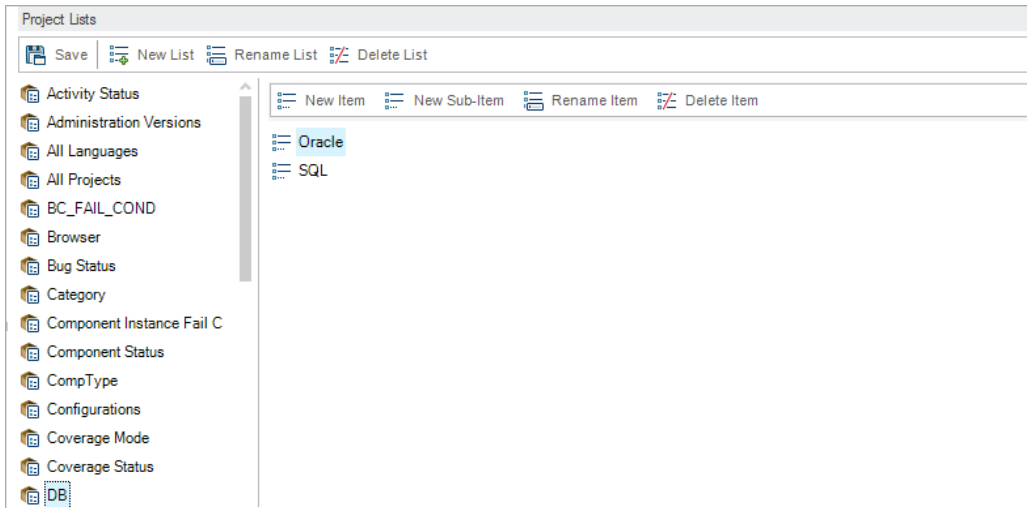 Project Lists
Save New List Rename List Delete List
Activity Status
Administration Versions
All Languages
All Projects
BC_FAIL_COND
Browser
Bug Status
Category
Component Instance Fail C
Component Status
CompType
Configurations
Coverage Mode
Coverage Status
DB
New Item New Sub-Item Rename Item Delete Item
Oracle
SQL